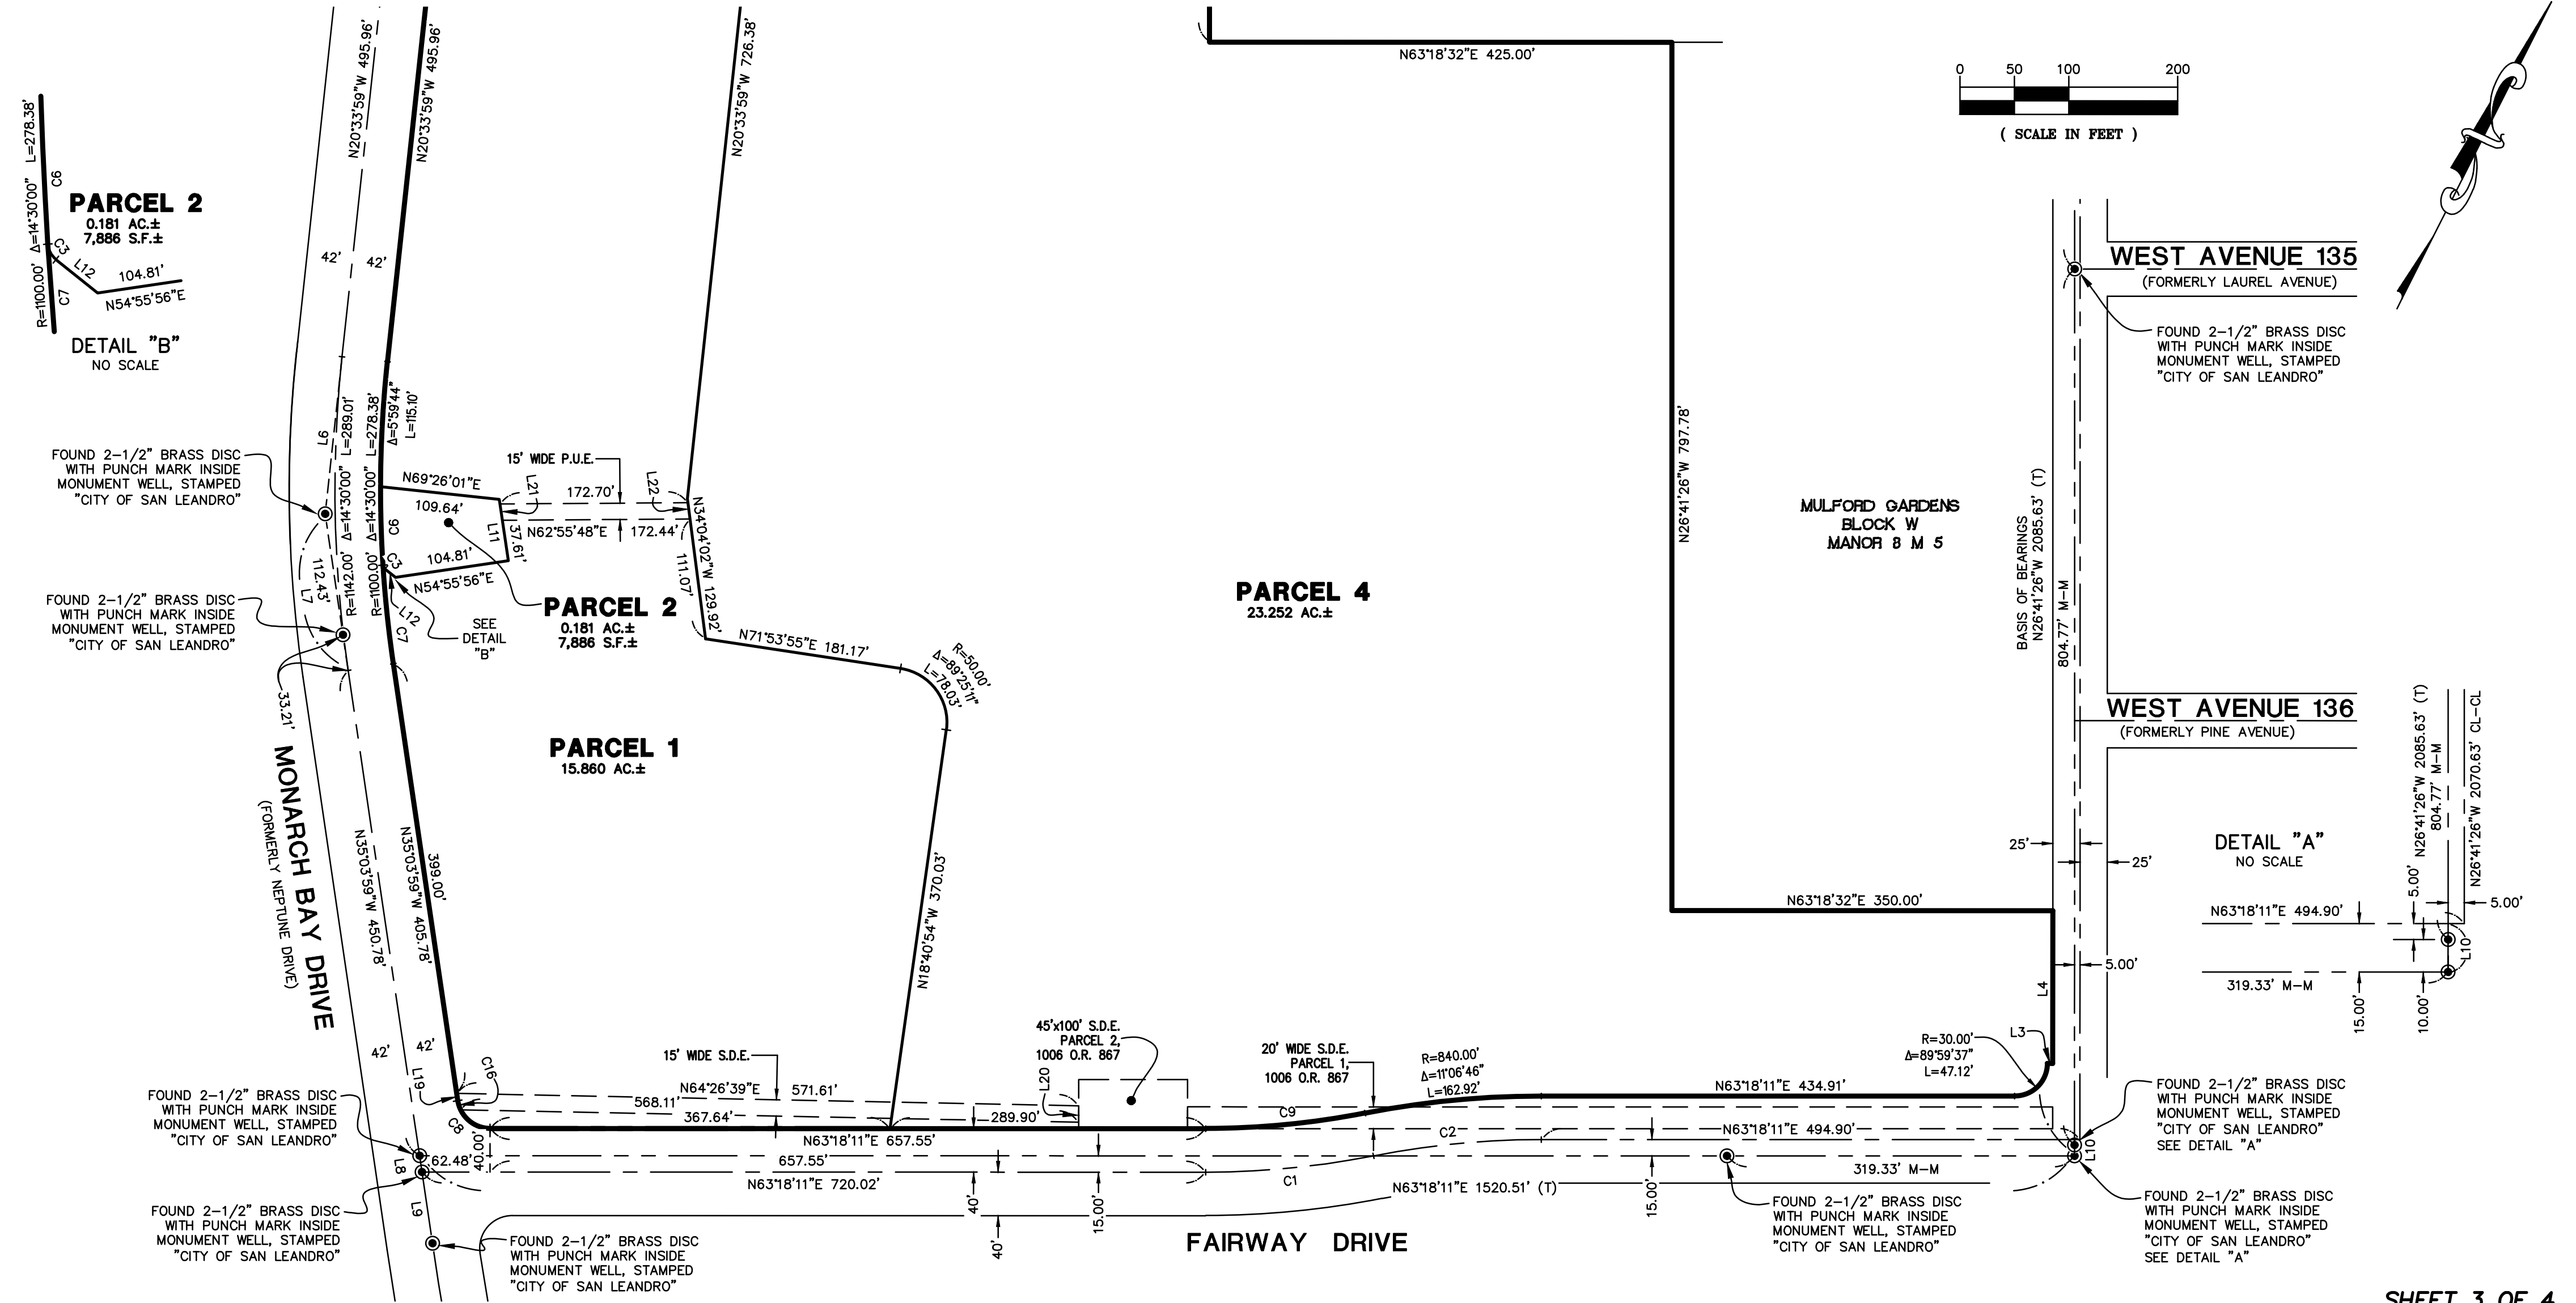 N63°18'32"E 425.00'
0 50 100 200
( SCALE IN FEET )
N20°33'59"W 495.96'
N20°33'59"W 495.96'
N20°33'59"W 726.38'
R=1100.00' Δ=14°30'00" L=278.38'
C6
C3
C7
L12
104.81'
N54°55'56"E
PARCEL 2
0.181 AC.±
7,886 S.F.±
DETAIL "B"
NO SCALE
42'
42'
WEST AVENUE 135
(FORMERLY LAUREL AVENUE)
FOUND 2-1/2" BRASS DISC
WITH PUNCH MARK INSIDE
MONUMENT WELL, STAMPED
"CITY OF SAN LEANDRO"
FOUND 2-1/2" BRASS DISC
WITH PUNCH MARK INSIDE
MONUMENT WELL, STAMPED
"CITY OF SAN LEANDRO"
L6
R=1142.00' Δ=14°30'00" L=289.01'
R=1100.00' Δ=14°30'00" L=278.38'
Δ=5°59'44"
L=115.10'
N69°26'01"E
109.64'
C6
C3
L11
37.61'
104.81'
N54°55'56"E
L12
C7
15' WIDE P.U.E.
L21
172.70'
L22
N62°55'48"E
172.44'
N34°04'02"W 129.92'
111.07'
N26°41'26"W 797.78'
MULFORD GARDENS
BLOCK W
MANOR 8 M 5
BASIS OF BEARINGS
N26°41'26"W 2085.63' (T)
804.77' M-M
FOUND 2-1/2" BRASS DISC
WITH PUNCH MARK INSIDE
MONUMENT WELL, STAMPED
"CITY OF SAN LEANDRO"
112.43'
L7
33.21'
SEE
DETAIL
"B"
PARCEL 2
0.181 AC.±
7,886 S.F.±
PARCEL 4
23.252 AC.±
N71°53'55"E 181.17'
R=50.00'
Δ=89°25'11"
L=78.03'
WEST AVENUE 136
(FORMERLY PINE AVENUE)
PARCEL 1
15.860 AC.±
MONARCH BAY DRIVE
(FORMERLY NEPTUNE DRIVE)
N35°03'59"W 450.78'
N35°03'59"W 405.78'
399.00'
N18°40'54"W 370.03'
25'
25'
DETAIL "A"
NO SCALE
N26°41'26"W 2085.63' (T)
804.77' M-M
N26°41'26"W 2070.63' CL-CL
5.00'
5.00'
N63°18'11"E 494.90'
L10
319.33' M-M
15.00'
10.00'
N63°18'32"E 350.00'
5.00'
L4
L3
R=30.00'
Δ=89°59'37"
L=47.12'
42'
42'
L19
C16
15' WIDE S.D.E.
N64°26'39"E 571.61'
568.11'
367.64'
45'x100' S.D.E.
PARCEL 2,
1006 O.R. 867
L20
289.90'
20' WIDE S.D.E.
PARCEL 1,
1006 O.R. 867
R=840.00'
Δ=11°06'46"
L=162.92'
N63°18'11"E 434.91'
C9
C2
N63°18'11"E 494.90'
FOUND 2-1/2" BRASS DISC
WITH PUNCH MARK INSIDE
MONUMENT WELL, STAMPED
"CITY OF SAN LEANDRO"
C8
40.00'
N63°18'11"E 657.55'
L8
62.48'
657.55'
N63°18'11"E 720.02'
40'
15.00'
C1
N63°18'11"E 1520.51' (T)
15.00'
319.33' M-M
L10
FOUND 2-1/2" BRASS DISC
WITH PUNCH MARK INSIDE
MONUMENT WELL, STAMPED
"CITY OF SAN LEANDRO"
SEE DETAIL "A"
FOUND 2-1/2" BRASS DISC
WITH PUNCH MARK INSIDE
MONUMENT WELL, STAMPED
"CITY OF SAN LEANDRO"
L9
40'
FOUND 2-1/2" BRASS DISC
WITH PUNCH MARK INSIDE
MONUMENT WELL, STAMPED
"CITY OF SAN LEANDRO"
FAIRWAY DRIVE
FOUND 2-1/2" BRASS DISC
WITH PUNCH MARK INSIDE
MONUMENT WELL, STAMPED
"CITY OF SAN LEANDRO"
FOUND 2-1/2" BRASS DISC
WITH PUNCH MARK INSIDE
MONUMENT WELL, STAMPED
"CITY OF SAN LEANDRO"
SEE DETAIL "A"
SHEET 3 OF 4